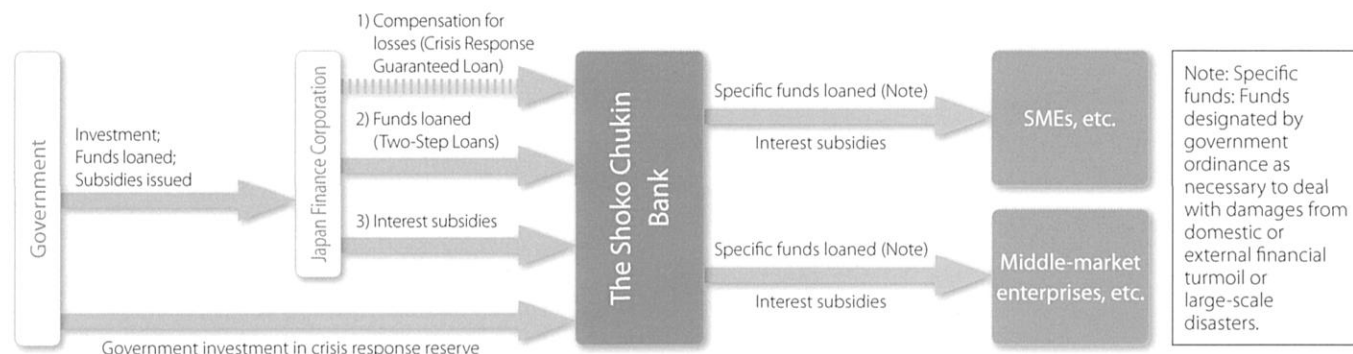 Government
Investment;
Funds loaned;
Subsidies issued
Japan Finance Corporation
1) Compensation for
losses (Crisis Response
Guaranteed Loan)
2) Funds loaned
(Two-Step Loans)
3) Interest subsidies
Government investment in crisis response reserve
The Shoko Chukin
Bank
Specific funds loaned (Note)
Interest subsidies
SMEs, etc.
Specific funds loaned (Note)
Interest subsidies
Middle-market
enterprises, etc.
Note: Specific
funds: Funds
designated by
government
ordinance as
necessary to deal
with damages from
domestic or
external financial
turmoil or
large-scale
disasters.